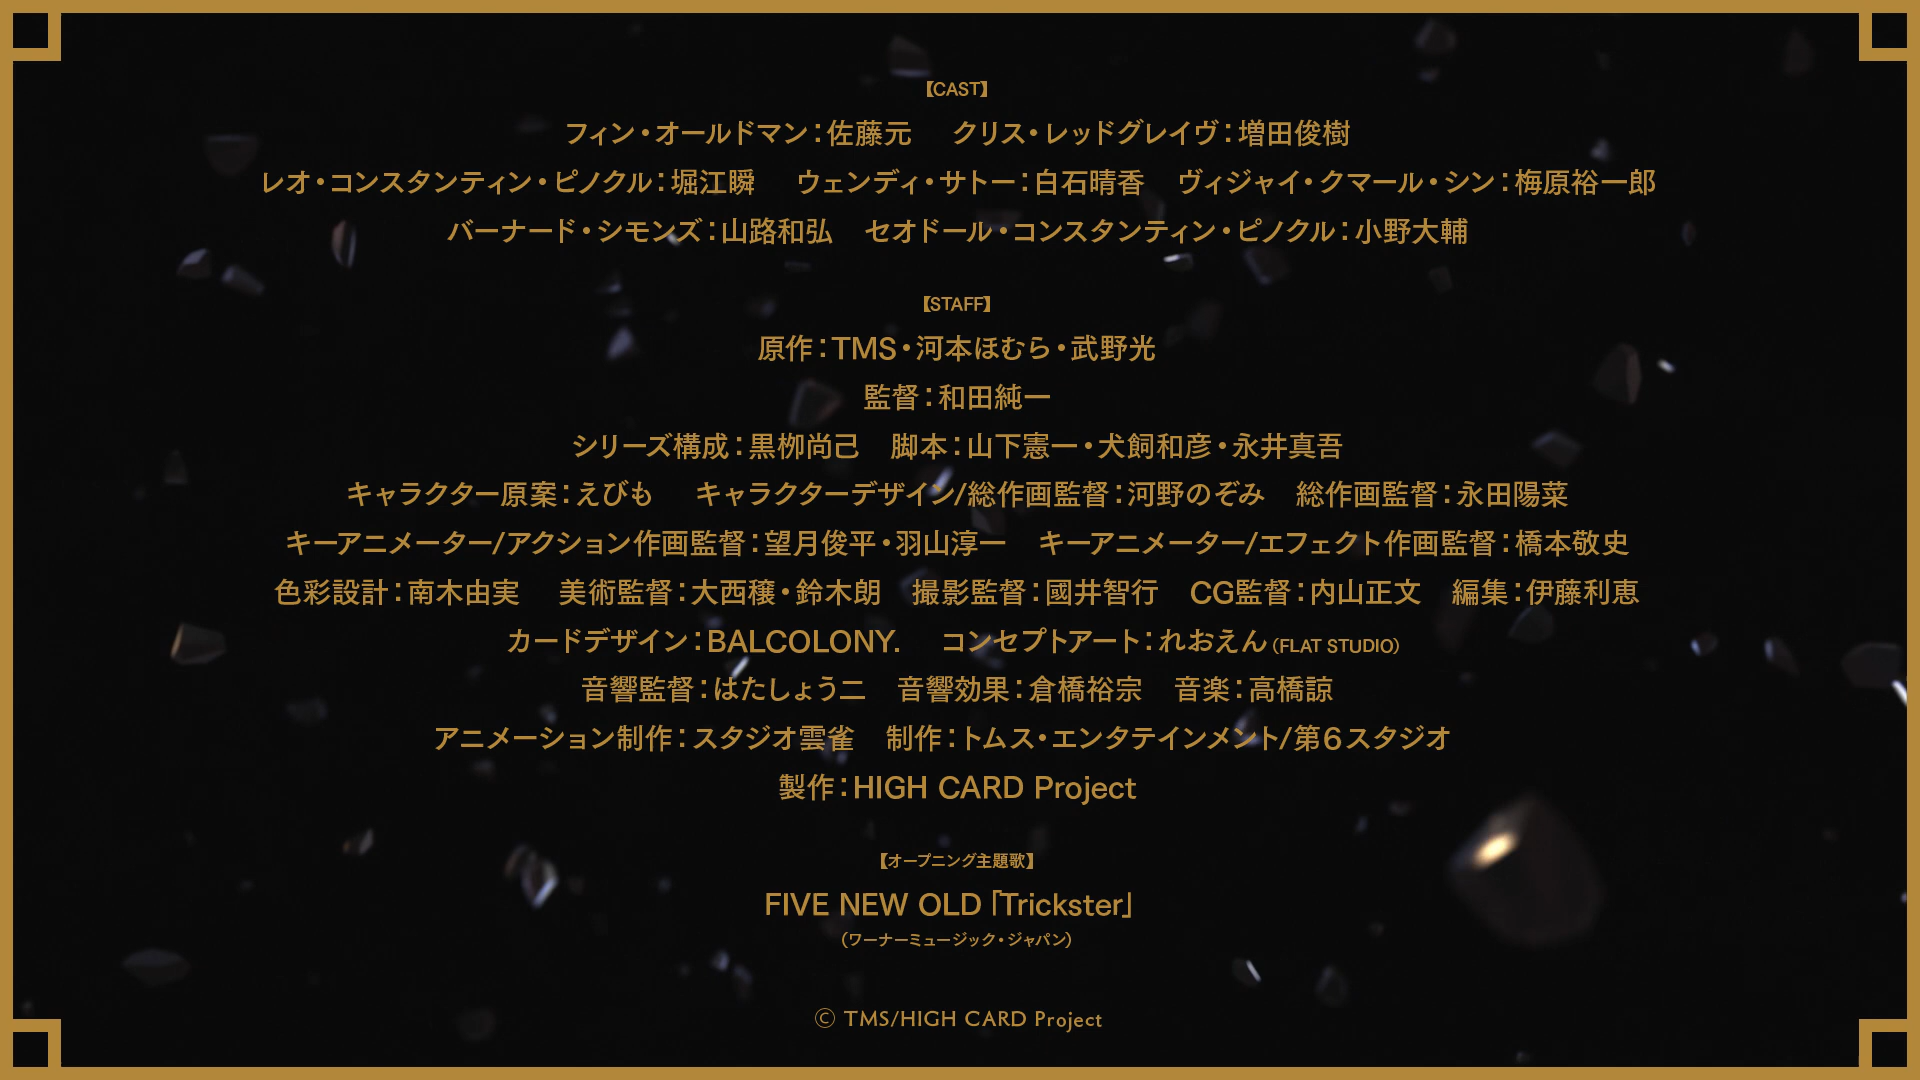 【CAST】
フィン・オールドマン：佐藤元　クリス・レッドグレイヴ：増田俊樹
レオ・コンスタンティン・ピノクル：堀江瞬　ウェンディ・サトー：白石晴香　ヴィジャイ・クマール・シン：梅原裕一郎
バーナード・シモンズ：山路和弘　セオドール・コンスタンティン・ピノクル：小野大輔
【STAFF】
原作：TMS・河本ほむら・武野光
監督：和田純一
シリーズ構成：黒栁尚己　脚本：山下憲一・犬飼和彦・永井真吾
キャラクター原案：えびも　キャラクターデザイン/総作画監督：河野のぞみ　総作画監督：永田陽菜
キーアニメーター/アクション作画監督：望月俊平・羽山淳一　キーアニメーター/エフェクト作画監督：橋本敬史
色彩設計：南木由実　美術監督：大西穣・鈴木朗　撮影監督：國井智行　CG監督：内山正文　編集：伊藤利恵
カードデザイン：BALCOLONY.　コンセプトアート：れおえん（FLAT STUDIO）
音響監督：はたしょう二　音響効果：倉橋裕宗　音楽：高橋諒
アニメーション制作：スタジオ雲雀　制作：トムス・エンタテインメント/第6スタジオ
製作：HIGH CARD Project
【オープニング主題歌】
FIVE NEW OLD「Trickster」
（ワーナーミュージック・ジャパン）
© TMS/HIGH CARD Project